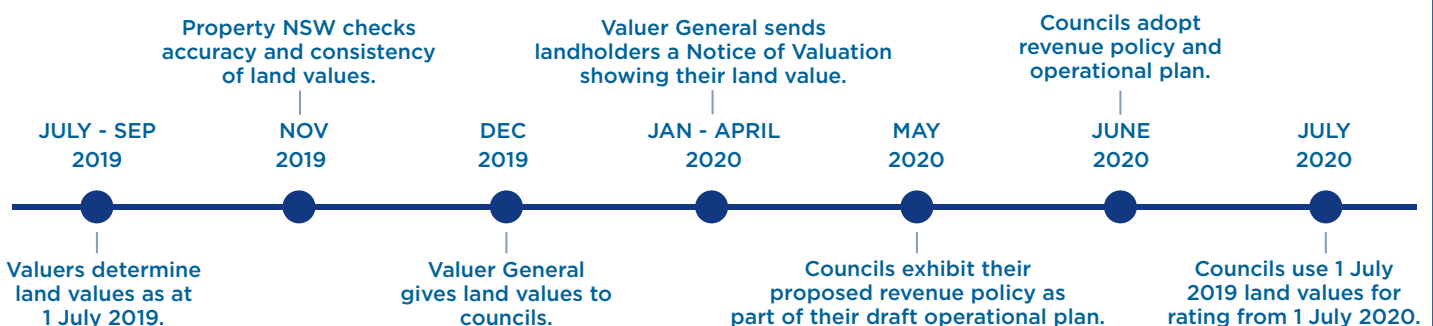 Property NSW checks
accuracy and consistency
of land values.
Valuer General sends
landholders a Notice of Valuation
showing their land value.
Councils adopt
revenue policy and
operational plan.
JULY - SEP
2019
NOV
2019
DEC
2019
JAN - APRIL
2020
MAY
2020
JUNE
2020
JULY
2020
Valuers determine
land values as at
1 July 2019.
Valuer General
gives land values to
councils.
Councils exhibit their
proposed revenue policy as
part of their draft operational plan.
Councils use 1 July
2019 land values for
rating from 1 July 2020.